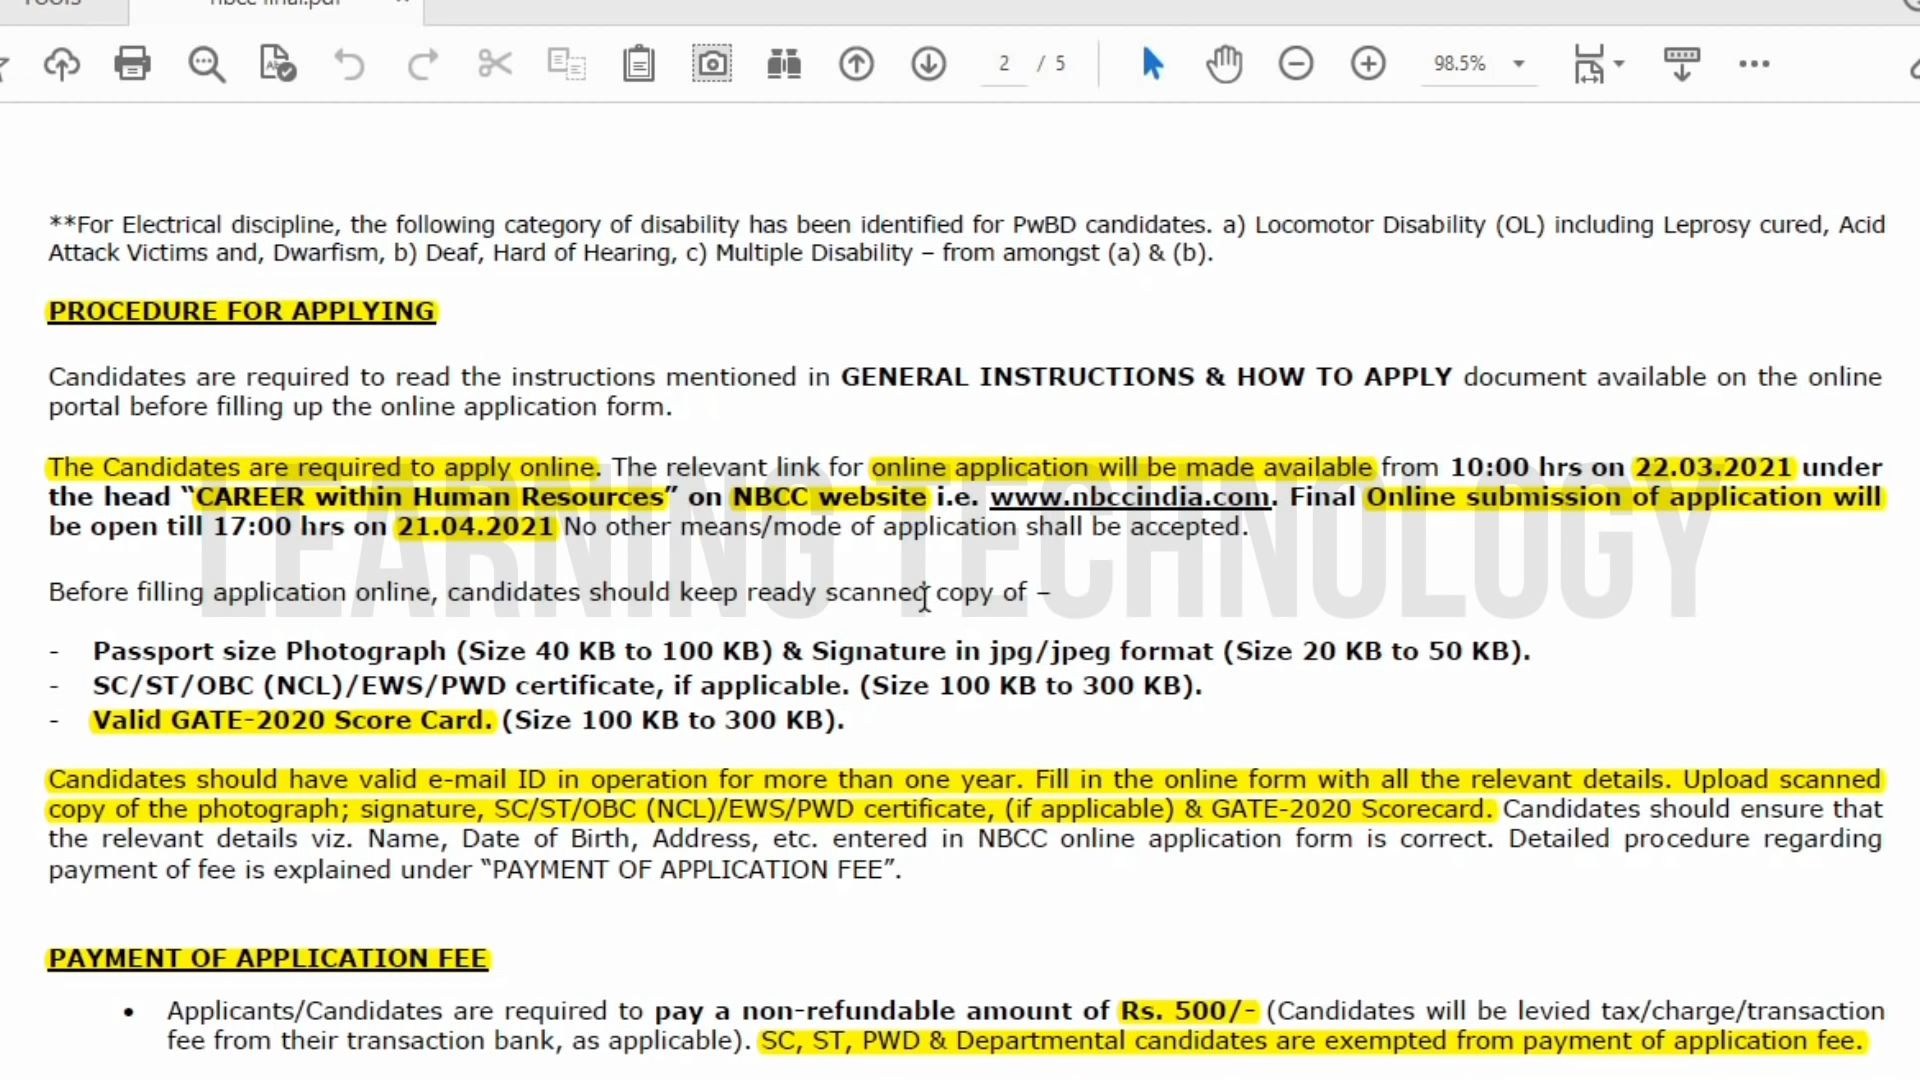 nbcc final.pdf
2 / 5
98.5%
**For Electrical discipline, the following category of disability has been identified for PwBD candidates. a) Locomotor Disability (OL) including Leprosy cured, Acid
Attack Victims and, Dwarfism, b) Deaf, Hard of Hearing, c) Multiple Disability – from amongst (a) & (b).
PROCEDURE FOR APPLYING
Candidates are required to read the instructions mentioned in GENERAL INSTRUCTIONS & HOW TO APPLY document available on the online
portal before filling up the online application form.
The Candidates are required to apply online. The relevant link for online application will be made available from 10:00 hrs on 22.03.2021 under
the head “CAREER within Human Resources” on NBCC website i.e. www.nbccindia.com. Final Online submission of application will
be open till 17:00 hrs on 21.04.2021 No other means/mode of application shall be accepted.
LEARNING TECHNOLOGY
Before filling application online, candidates should keep ready scanned copy of –
- Passport size Photograph (Size 40 KB to 100 KB) & Signature in jpg/jpeg format (Size 20 KB to 50 KB).
- SC/ST/OBC (NCL)/EWS/PWD certificate, if applicable. (Size 100 KB to 300 KB).
- Valid GATE-2020 Score Card. (Size 100 KB to 300 KB).
Candidates should have valid e-mail ID in operation for more than one year. Fill in the online form with all the relevant details. Upload scanned
copy of the photograph; signature, SC/ST/OBC (NCL)/EWS/PWD certificate, (if applicable) & GATE-2020 Scorecard. Candidates should ensure that
the relevant details viz. Name, Date of Birth, Address, etc. entered in NBCC online application form is correct. Detailed procedure regarding
payment of fee is explained under “PAYMENT OF APPLICATION FEE”.
PAYMENT OF APPLICATION FEE
• Applicants/Candidates are required to pay a non-refundable amount of Rs. 500/- (Candidates will be levied tax/charge/transaction
fee from their transaction bank, as applicable). SC, ST, PWD & Departmental candidates are exempted from payment of application fee.